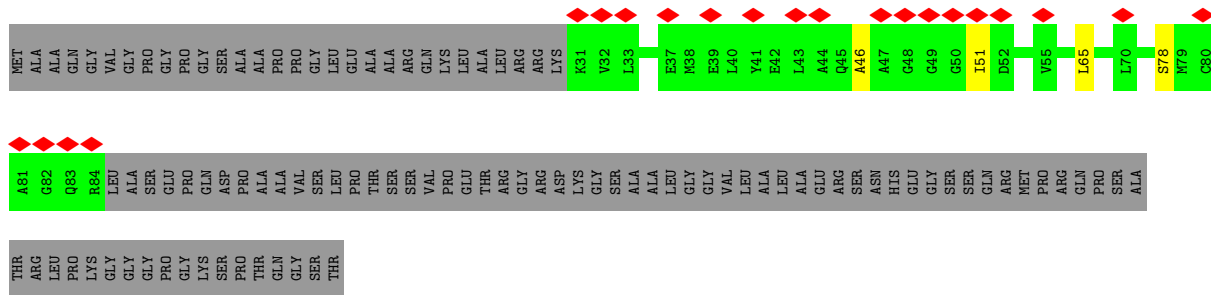 MET ALA ALA GLN GLY VAL GLY PRO GLY PRO GLY SER ALA ALA PRO PRO GLY LEU GLU ALA ALA ARG GLN LYS LEU ALA LEU ARG ARG LYS K31 V32 L33 E37 M38 E39 L40 Y41 E42 L43 A44 Q45 A46 A47 G48 G49 G50 I51 D52 V55 L65 L70 S78 M79 C80
A81 G82 Q83 R84 LEU ALA SER GLU PRO GLN ASP PRO ALA ALA VAL SER LEU PRO THR SER SER VAL PRO GLU THR ARG GLY ARG ASP LYS GLY SER ALA ALA LEU GLY GLY VAL LEU ALA LEU ALA GLU ARG SER ASN HIS GLU GLY SER SER GLN ARG MET PRO ARG GLN PRO SER ALA
THR ARG LEU PRO LYS GLY GLY GLY PRO GLY LYS SER PRO THR GLN GLY SER THR